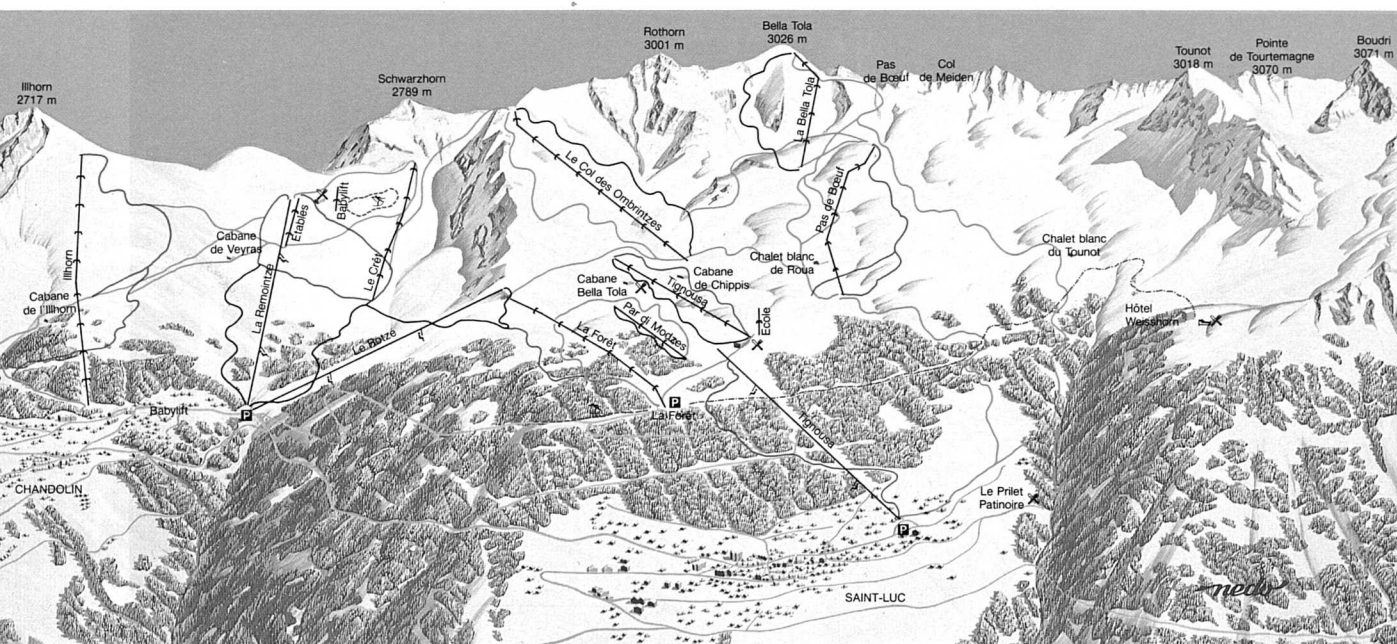 Illhorn
2717 m
Schwarzhorn
2789 m
Rothorn
3001 m
Bella Tola
3026 m
Pas
de Bœuf
Col
de Meiden
Tounot
3018 m
Pointe
de Tourtemagne
3070 m
Boudri
3071 m
La Bella Tola
Le Col des Ombrintzes
Pas de Bœuf
Babylift
Etables
Cabane
de Veyras
Le Crêt
Illhorn
Cabane
de l'Illhorn
La Remointze
Chalet blanc
de Roua
Chalet blanc
du Tounot
Cabane
Bella Tola
Cabane
de Chippis
Tignousa
Par di Modzes
Ecole
Hôtel
Weisshorn
Le Rotzé
La Forêt
Babylift
P
P
La Forêt
Tignousa
CHANDOLIN
Le Prilet
Patinoire
P
SAINT-LUC
nedo